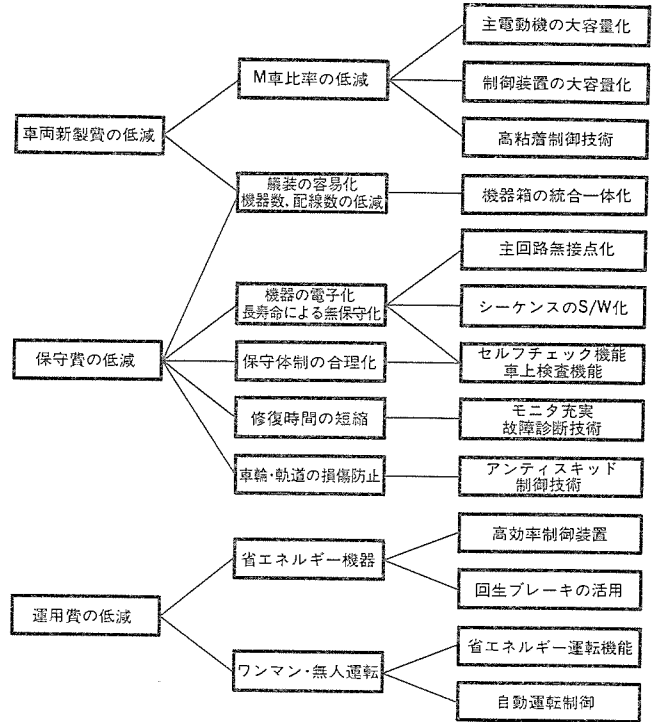 車両新製費の低減
保守費の低減
運用費の低減
M車比率の低減
艤装の容易化
機器数、配線数の低減
機器の電子化
長寿命による無保守化
保守体制の合理化
修復時間の短縮
車輪・軌道の損傷防止
省エネルギー機器
ワンマン・無人運転
主電動機の大容量化
制御装置の大容量化
高粘着制御技術
機器箱の統合一体化
主回路無接点化
シーケンスのS/W化
セルフチェック機能
車上検査機能
モニタ充実
故障診断技術
アンティスキッド
制御技術
高効率制御装置
回生ブレーキの活用
省エネルギー運転機能
自動運転制御